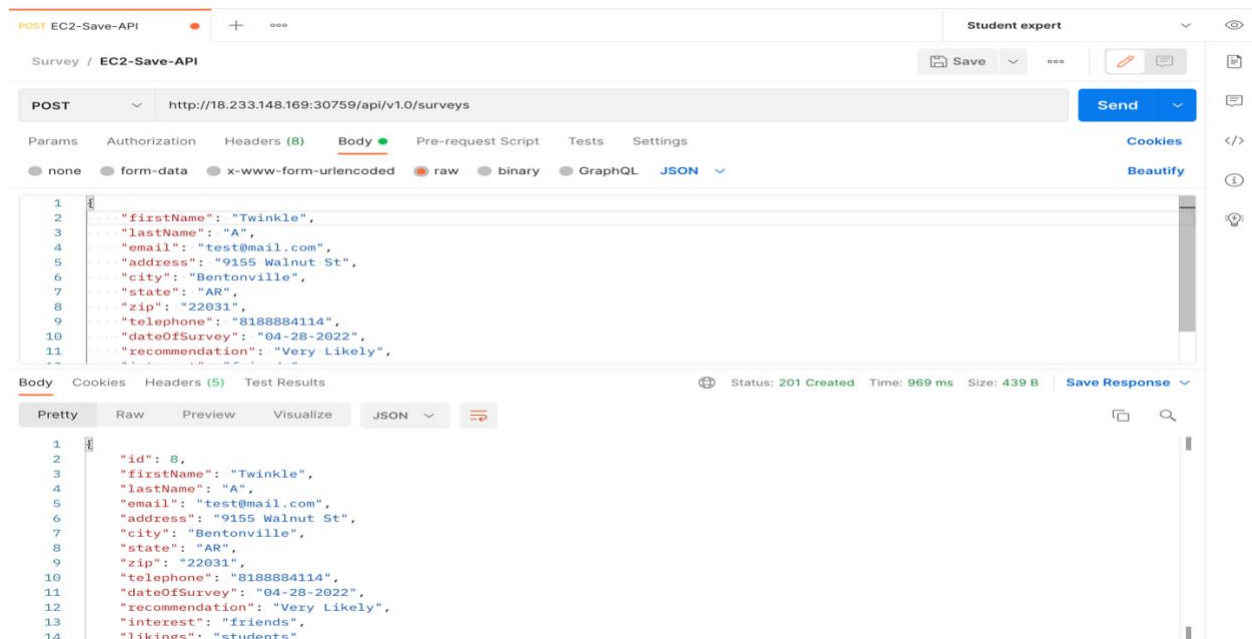 POST EC2-Save-API
Student expert
Survey / EC2-Save-API
Save
POST http://18.233.148.169:30759/api/v1.0/surveys Send
Params Authorization Headers (8) Body Pre-request Script Tests Settings Cookies
none form-data x-www-form-urlencoded raw binary GraphQL JSON Beautify
1 {
2 "firstName": "Twinkle",
3 "lastName": "A",
4 "email": "test@mail.com",
5 "address": "9155 Walnut St",
6 "city": "Bentonville",
7 "state": "AR",
8 "zip": "22031",
9 "telephone": "8188884114",
10 "dateOfSurvey": "04-28-2022",
11 "recommendation": "Very Likely",
Body Cookies Headers (5) Test Results Status: 201 Created Time: 969 ms Size: 439 B Save Response
Pretty Raw Preview Visualize JSON
1 {
2 "id": 8,
3 "firstName": "Twinkle",
4 "lastName": "A",
5 "email": "test@mail.com",
6 "address": "9155 Walnut St",
7 "city": "Bentonville",
8 "state": "AR",
9 "zip": "22031",
10 "telephone": "8188884114",
11 "dateOfSurvey": "04-28-2022",
12 "recommendation": "Very Likely",
13 "interest": "friends",
14 "likings": "students"